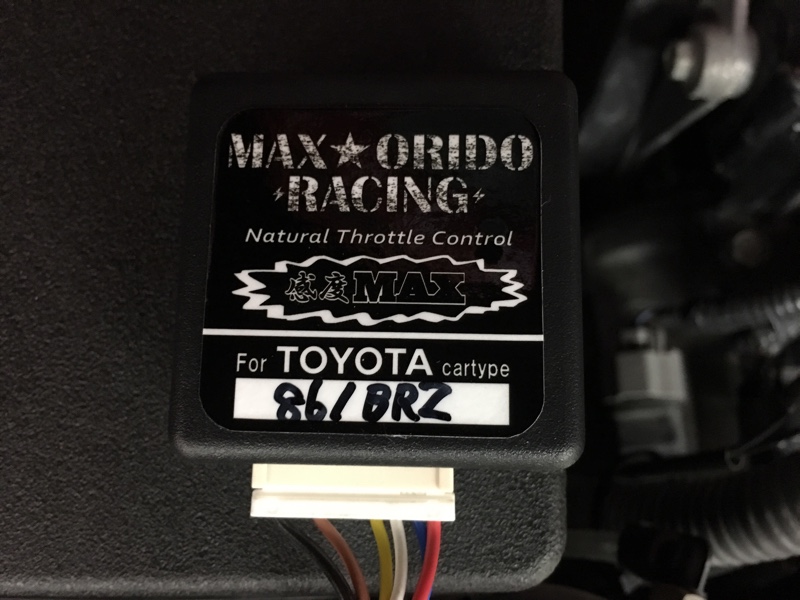 MAX★ORIDO
RACING
Natural Throttle Control
感度MAX
For TOYOTA cartype
86/BRZ